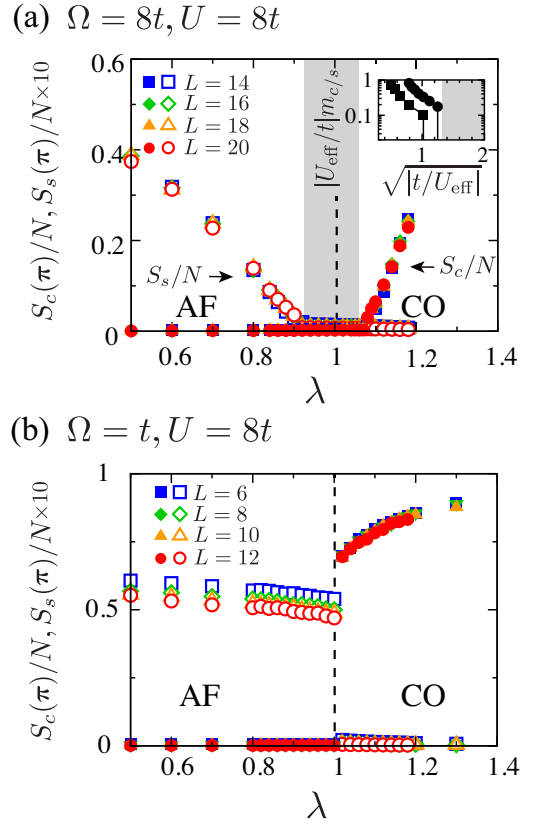 (a) Ω = 8t, U = 8t
S_c(π)/N, S_s(π)/N×10
0.6
0.4
0.2
0
L = 14
L = 16
L = 18
L = 20
|U_eff/t|m_{c/s}
1
0.1
1
2
√|t/U_eff|
S_s/N
S_c/N
AF
CO
0.6
0.8
1
1.2
1.4
λ
(b) Ω = t, U = 8t
S_c(π)/N, S_s(π)/N×10
1
0.5
0
L = 6
L = 8
L = 10
L = 12
AF
CO
0.6
0.8
1
1.2
1.4
λ